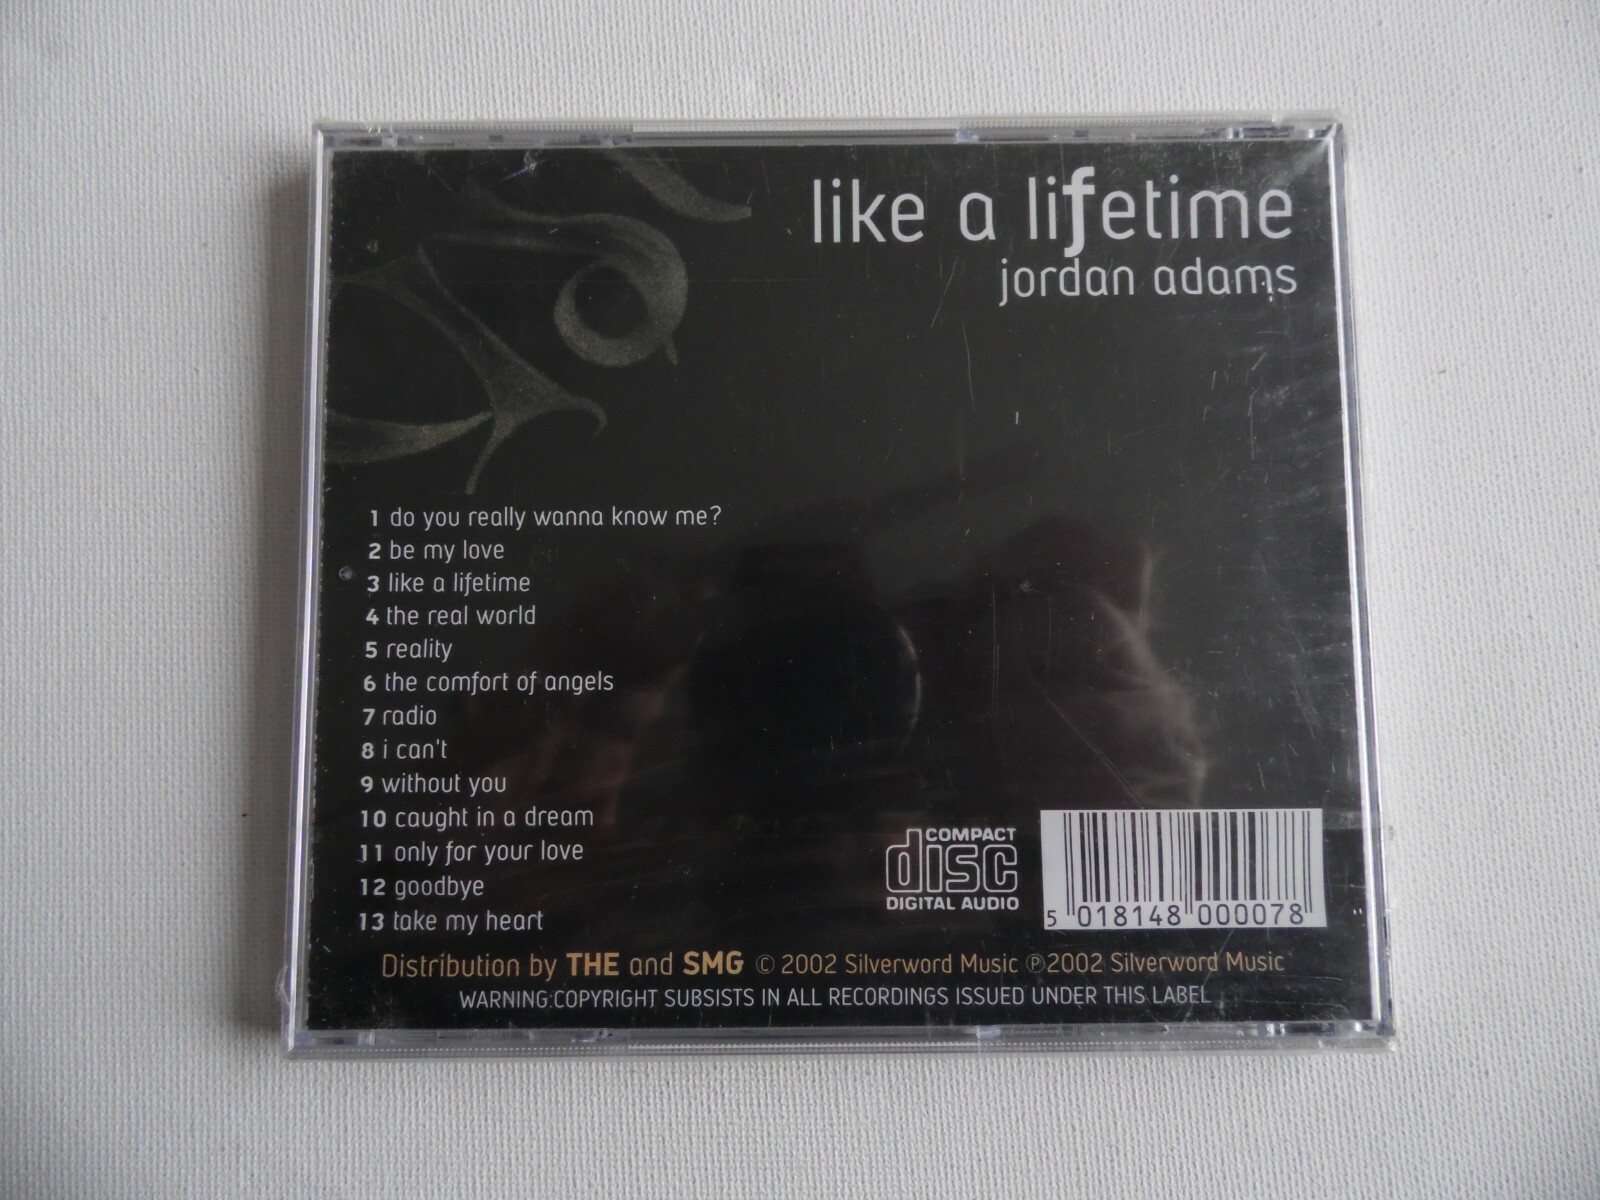 like a lifetime
jordan adams
1 do you really wanna know me?
2 be my love
3 like a lifetime
4 the real world
5 reality
6 the comfort of angels
7 radio
8 i can't
9 without you
10 caught in a dream
11 only for your love
12 goodbye
13 take my heart
COMPACT
disc
DIGITAL AUDIO
5 018148 000078
Distribution by THE and SMG © 2002 Silverword Music ℗2002 Silverword Music
WARNING:COPYRIGHT SUBSISTS IN ALL RECORDINGS ISSUED UNDER THIS LABEL